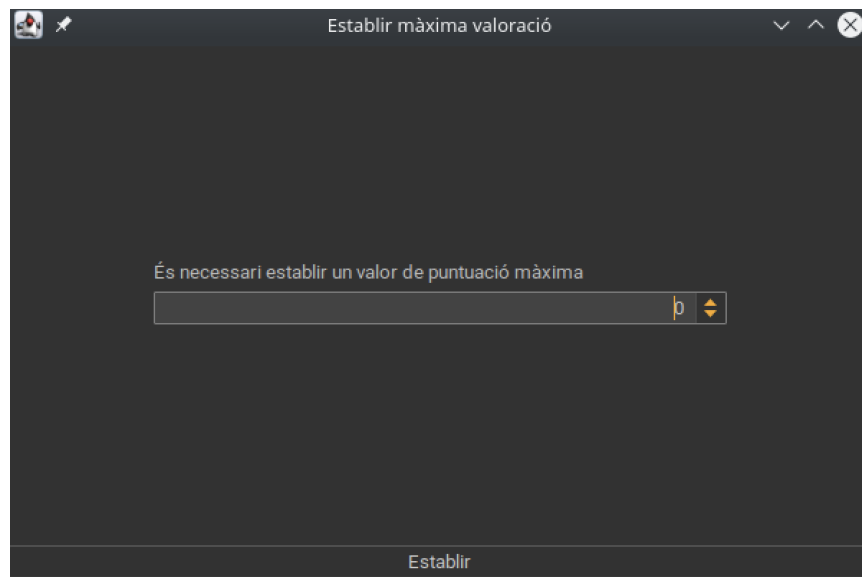 Establir màxima valoració
És necessari establir un valor de puntuació màxima
0
Establir